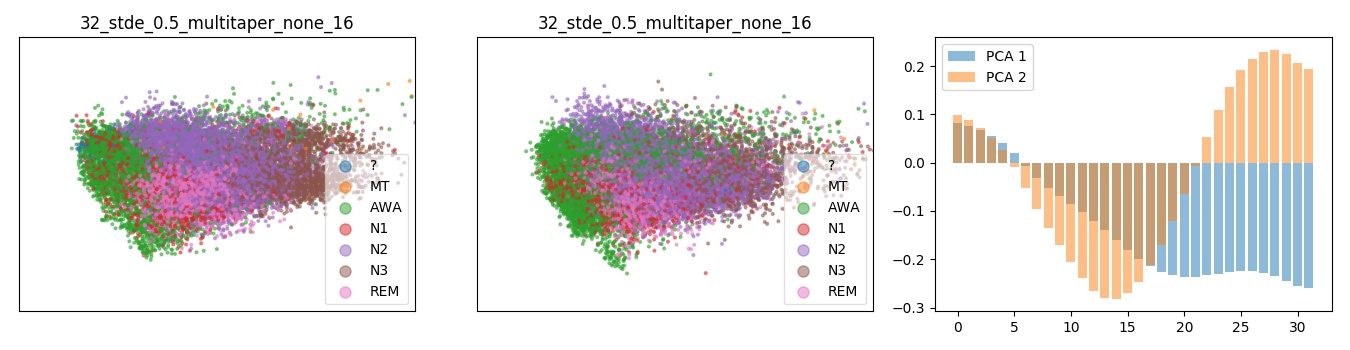 32_stde_0.5_multitaper_none_16
?
MT
AWA
N1
N2
N3
REM
32_stde_0.5_multitaper_none_16
?
MT
AWA
N1
N2
N3
REM
PCA 1
PCA 2
0.2
0.1
0.0
−0.1
−0.2
−0.3
0 5 10 15 20 25 30